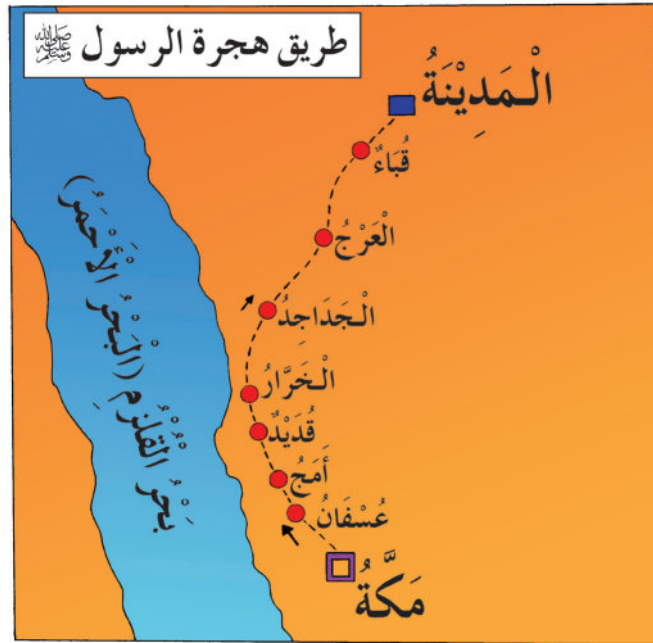 طريق هجرة الرسول ﷺ
الْمَدِيْنَةُ
قُبَاءٌ
الْعَرْجُ
الْجَدَاجِدُ
الْخَرَّارُ
قُدَيْدٌ
أَمَجُ
عُسْفَانُ
مَكَّةُ
بَحْرُ الْقُلْزُمِ (الْبَحْرُ الْأَحْمَرُ)